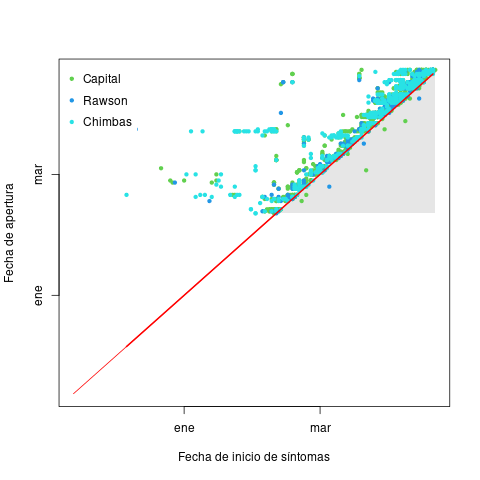 Capital
Rawson
Chimbas
Fecha de apertura
mar
ene
ene
mar
Fecha de inicio de síntomas